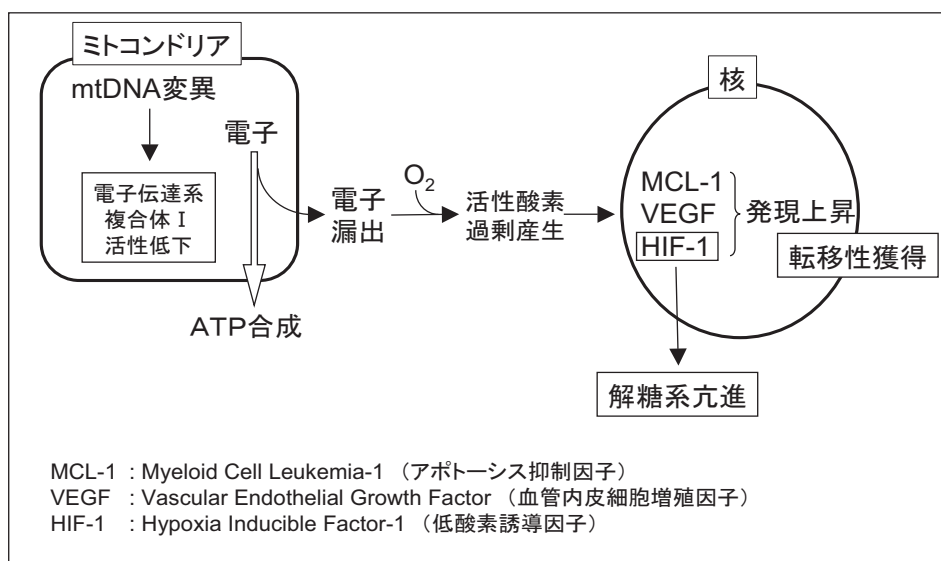 ミトコンドリア
mtDNA変異
電子
電子伝達系
複合体Ⅰ
活性低下
ATP合成
電子
漏出
O2
活性酸素
過剰産生
核
MCL-1
VEGF
HIF-1
発現上昇
転移性獲得
解糖系亢進
MCL-1 : Myeloid Cell Leukemia-1 (アポトーシス抑制因子)
VEGF : Vascular Endothelial Growth Factor (血管内皮細胞増殖因子)
HIF-1 : Hypoxia Inducible Factor-1 (低酸素誘導因子)